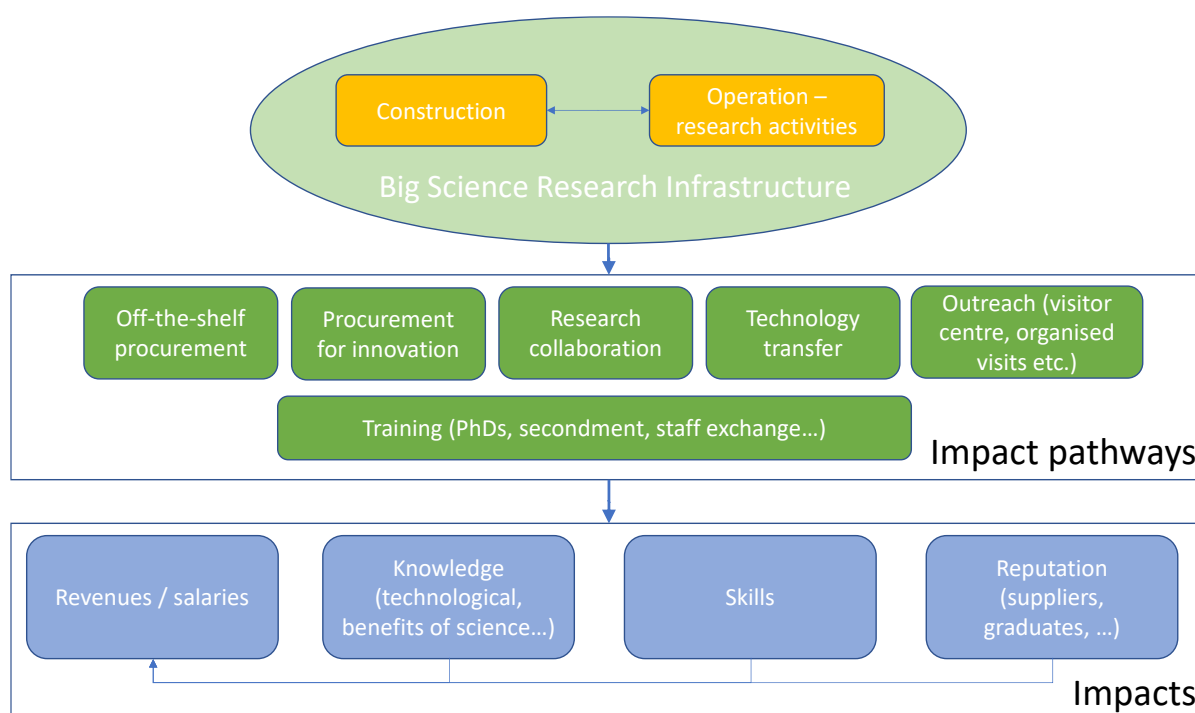 Construction
Operation –
research activities
Big Science Research Infrastructure
Off-the-shelf
procurement
Procurement
for innovation
Research
collaboration
Technology
transfer
Outreach (visitor
centre, organised
visits etc.)
Training (PhDs, secondment, staff exchange…)
Impact pathways
Revenues / salaries
Knowledge
(technological,
benefits of science…)
Skills
Reputation
(suppliers,
graduates, …)
Impacts